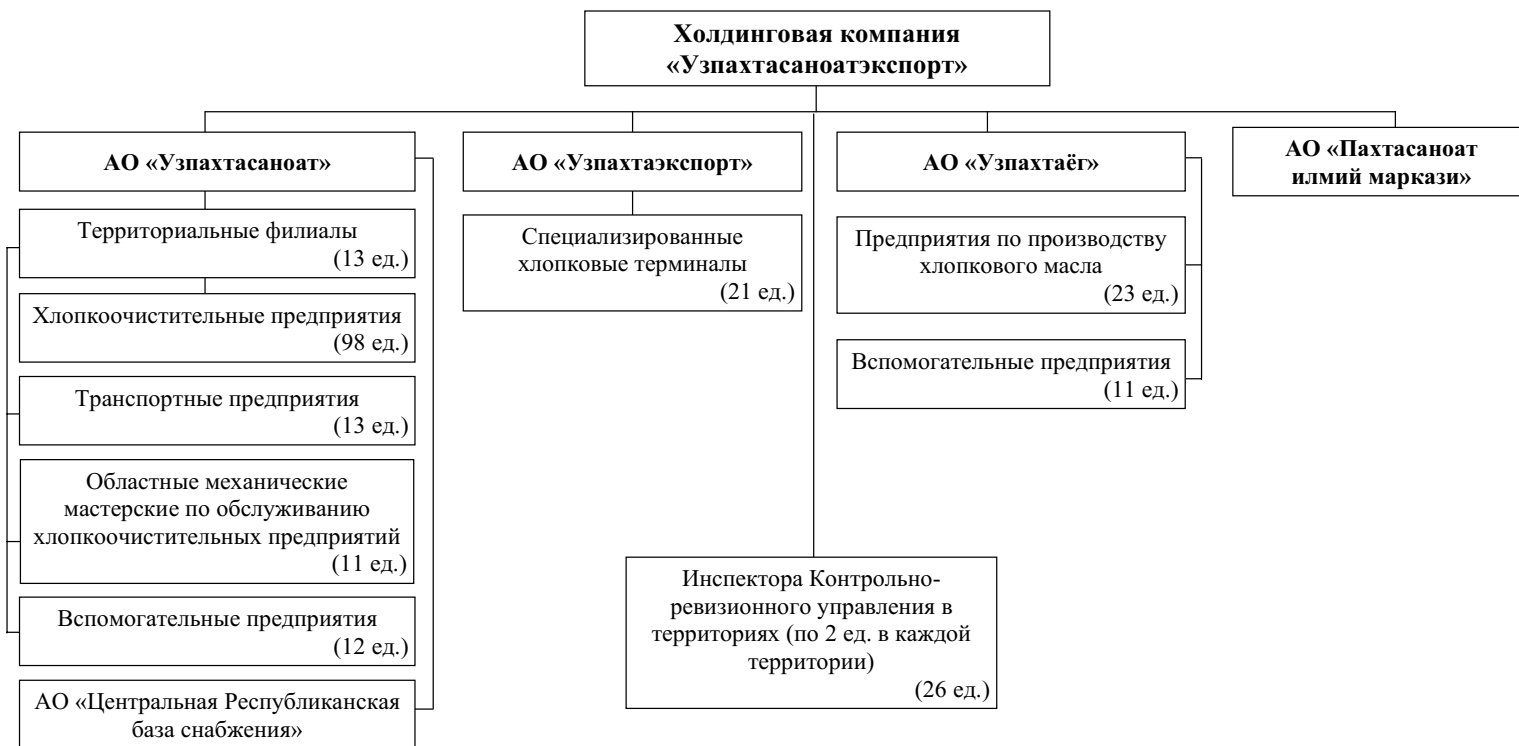 Холдинговая компания
«Узпахтасаноатэкспорт»
АО «Узпахтасаноат»
Территориальные филиалы
(13 ед.)
Хлопкоочистительные предприятия
(98 ед.)
Транспортные предприятия
(13 ед.)
Областные механические
мастерские по обслуживанию
хлопкоочистительных предприятий
(11 ед.)
Вспомогательные предприятия
(12 ед.)
АО «Центральная Республиканская
база снабжения»
АО «Узпахтаэкспорт»
Специализированные
хлопковые терминалы
(21 ед.)
Инспектора Контрольно-
ревизионного управления в
территориях (по 2 ед. в каждой
территории)
(26 ед.)
АО «Узпахтаёг»
Предприятия по производству
хлопкового масла
(23 ед.)
Вспомогательные предприятия
(11 ед.)
АО «Пахтасаноат
илмий маркази»